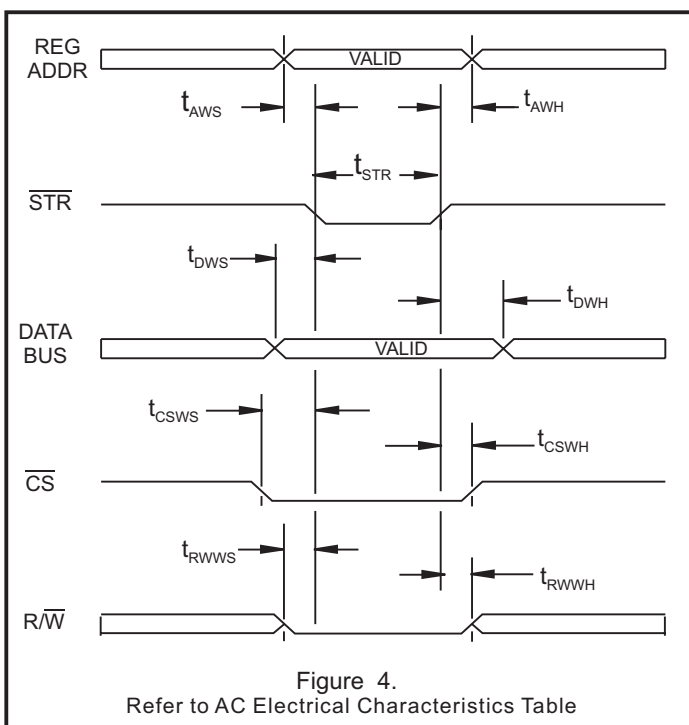 REG
ADDR
VALID
tAWS
tAWH
tSTR
STR
tDWS
tDWH
DATA
BUS
VALID
tCSWS
tCSWH
CS
tRWWS
tRWWH
R/W
Figure 4.
Refer to AC Electrical Characteristics Table